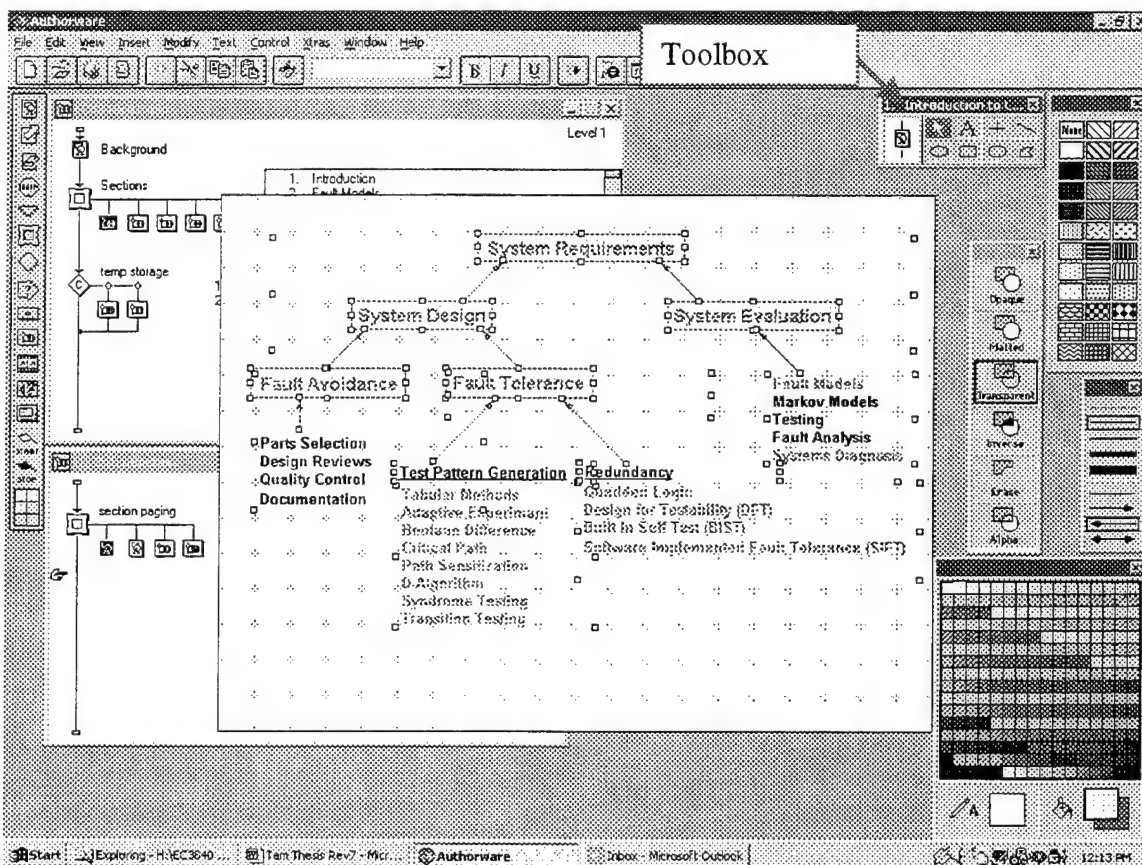 Authorware
File Edit View Insert Modify Text Control Xtras Window Help
B I U
Toolbox
Introduction to t...
Level 1
Background
Sections
1. Introduction
2. Fault Models
temp storage
section paging
START
STOP
System Requirements
System Design
System Evaluation
Fault Avoidance
Fault Tolerance
Parts Selection
Design Reviews
Quality Control
Documentation
Test Pattern Generation
Tabular Methods
Adaptive Experiment
Boolean Difference
Critical Path
Path Sensitization
D-Algorithm
Syndrome Testing
Transition Testing
Redundancy
Quadded Logic
Design for Testability (DFT)
Built In Self Test (BIST)
Software Implemented Fault Tolerance (SIFT)
Fault Models
Markov Models
Testing
Fault Analysis
Systems Diagnosis
None
Opaque
Matted
Transparent
Inverse
Erase
Alpha
A
Start Exploring - H:\EC3840 ... Tam Thesis Rev7 - Micr... Authorware Inbox - Microsoft Outlook 12:13 PM